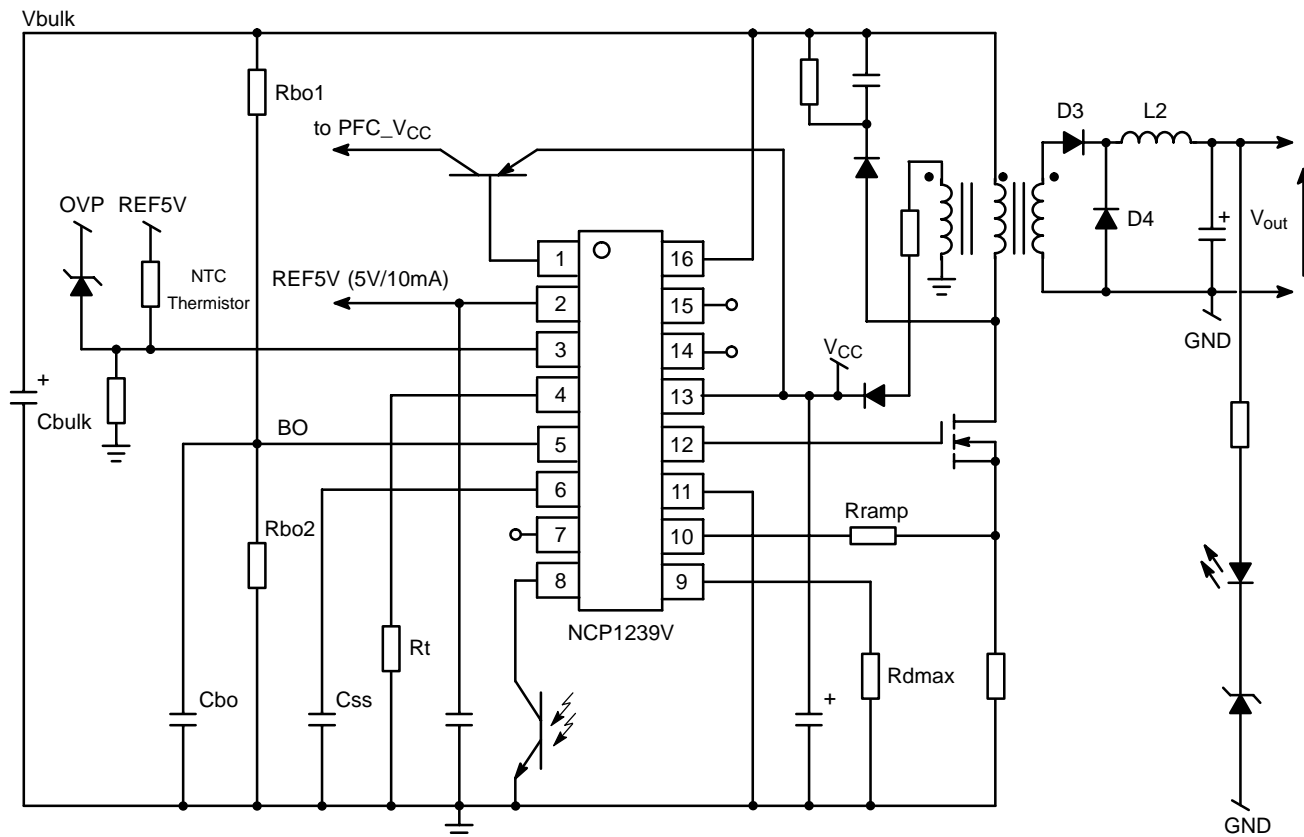 Vbulk
Rbo1
to PFC_VCC
D3
L2
OVP
REF5V
D4
Vout
+
NTC
Thermistor
REF5V (5V/10mA)
1
16
2
15
3
14
VCC
GND
4
13
+
Cbulk
BO
5
12
6
11
Rramp
Rbo2
7
10
8
9
NCP1239V
Rt
Rdmax
Cbo
Css
+
GND